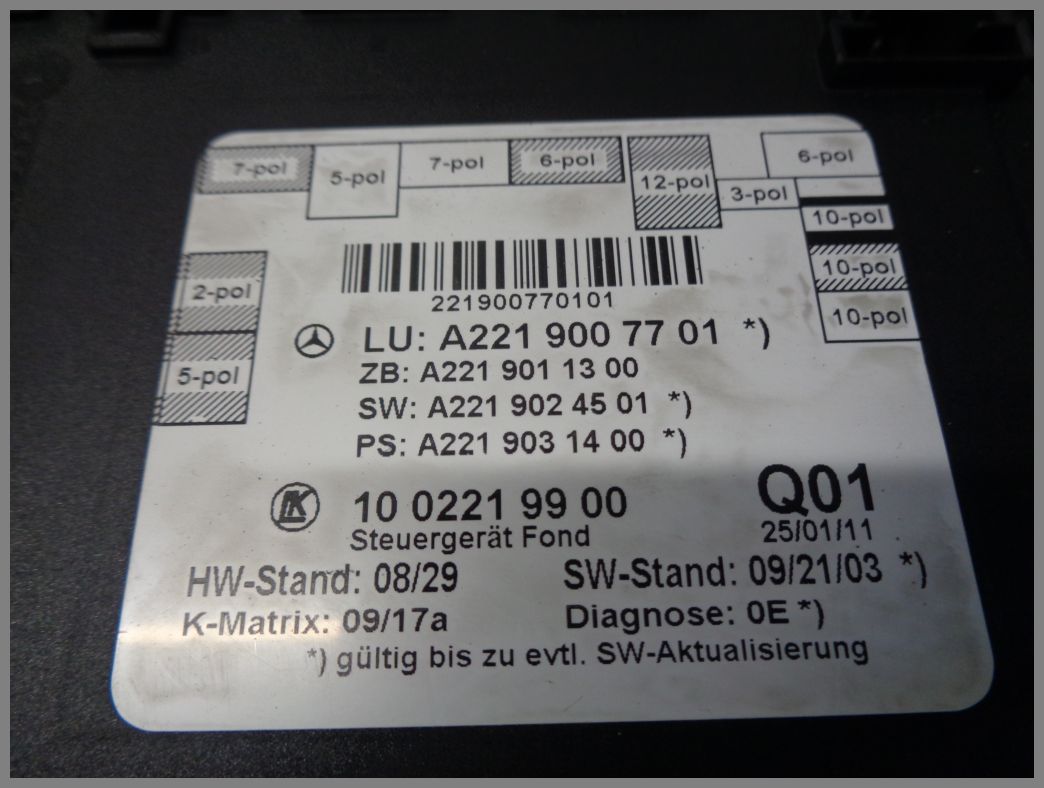 7-pol 5-pol 7-pol 6-pol 12-pol 3-pol 6-pol
10-pol
10-pol
10-pol
2-pol
5-pol
221900770101
LU: A221 900 77 01 *)
ZB: A221 901 13 00
SW: A221 902 45 01 *)
PS: A221 903 14 00 *)
10 0221 99 00 Q01
Steuergerät Fond 25/01/11
HW-Stand: 08/29 SW-Stand: 09/21/03 *)
K-Matrix: 09/17a Diagnose: 0E *)
*) gültig bis zu evtl. SW-Aktualisierung